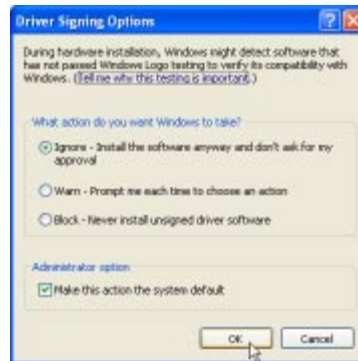 Driver Signing Options
During hardware installation, Windows might detect software that
has not passed Windows Logo testing to verify its compatibility with
Windows. (Tell me why this testing is important.)
What action do you want Windows to take?
Ignore - Install the software anyway and don't ask for my
approval
Warn - Prompt me each time to choose an action
Block - Never install unsigned driver software
Administrator option
Make this action the system default
OK Cancel